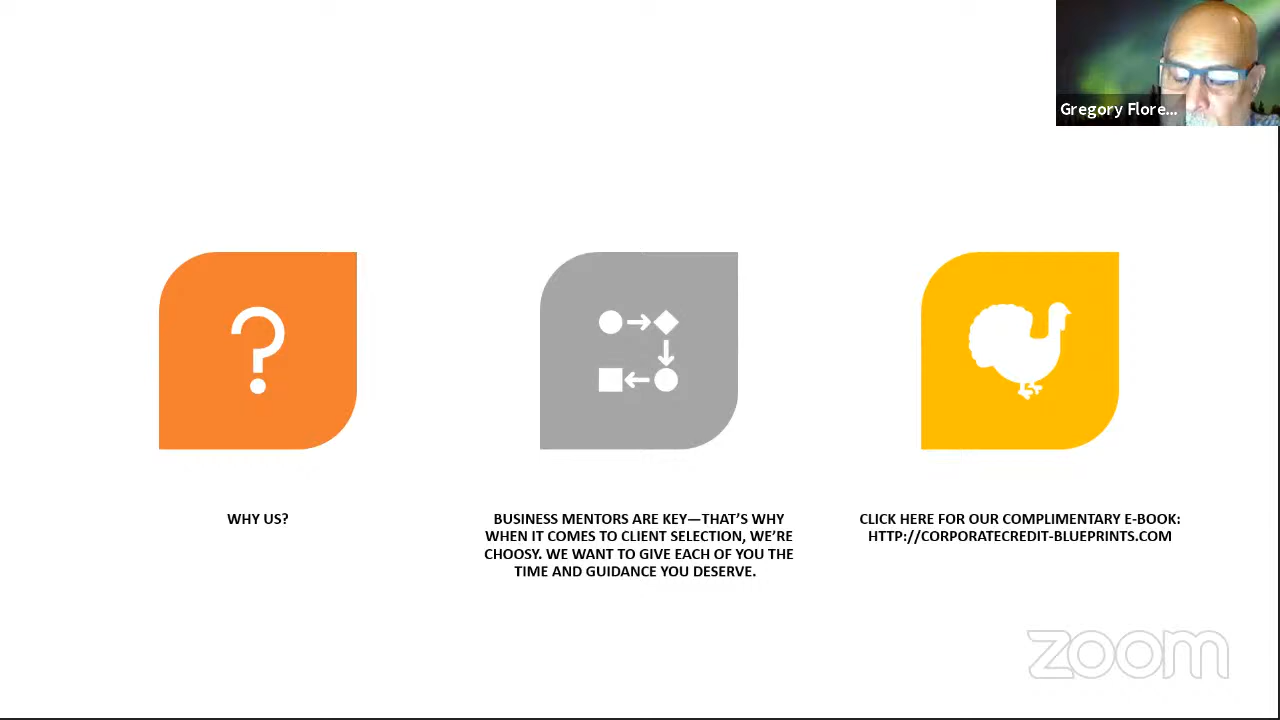 Gregory Flore...
WHY US?
BUSINESS MENTORS ARE KEY—THAT'S WHY
WHEN IT COMES TO CLIENT SELECTION, WE'RE
CHOOSY. WE WANT TO GIVE EACH OF YOU THE
TIME AND GUIDANCE YOU DESERVE.
CLICK HERE FOR OUR COMPLIMENTARY E-BOOK:
HTTP://CORPORATECREDIT-BLUEPRINTS.COM
zoom